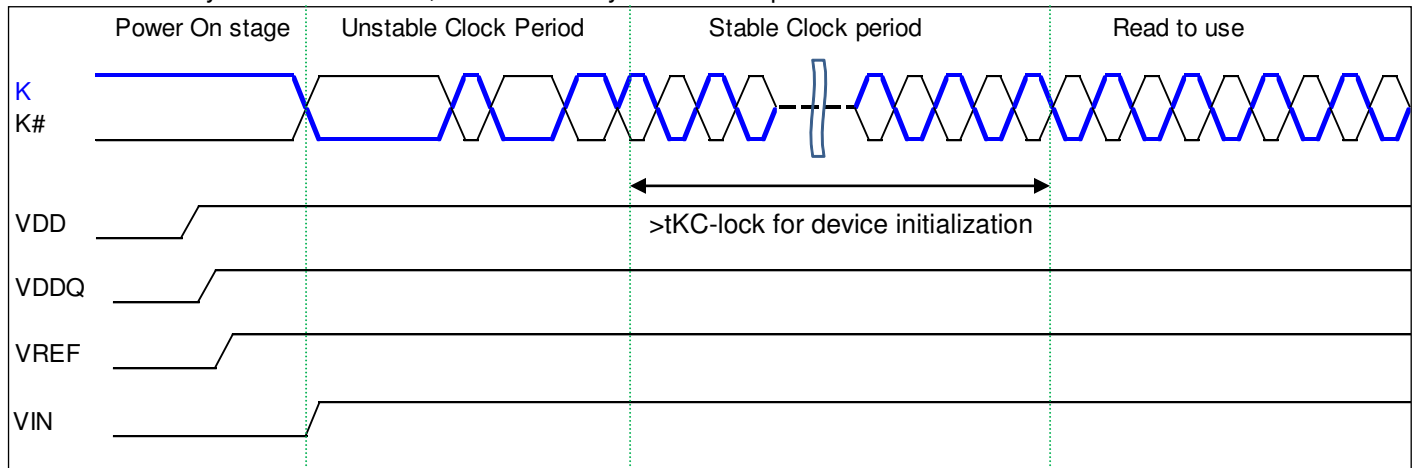 Power On stage Unstable Clock Period Stable Clock period Read to use
K
K#
>tKC-lock for device initialization
VDD
VDDQ
VREF
VIN